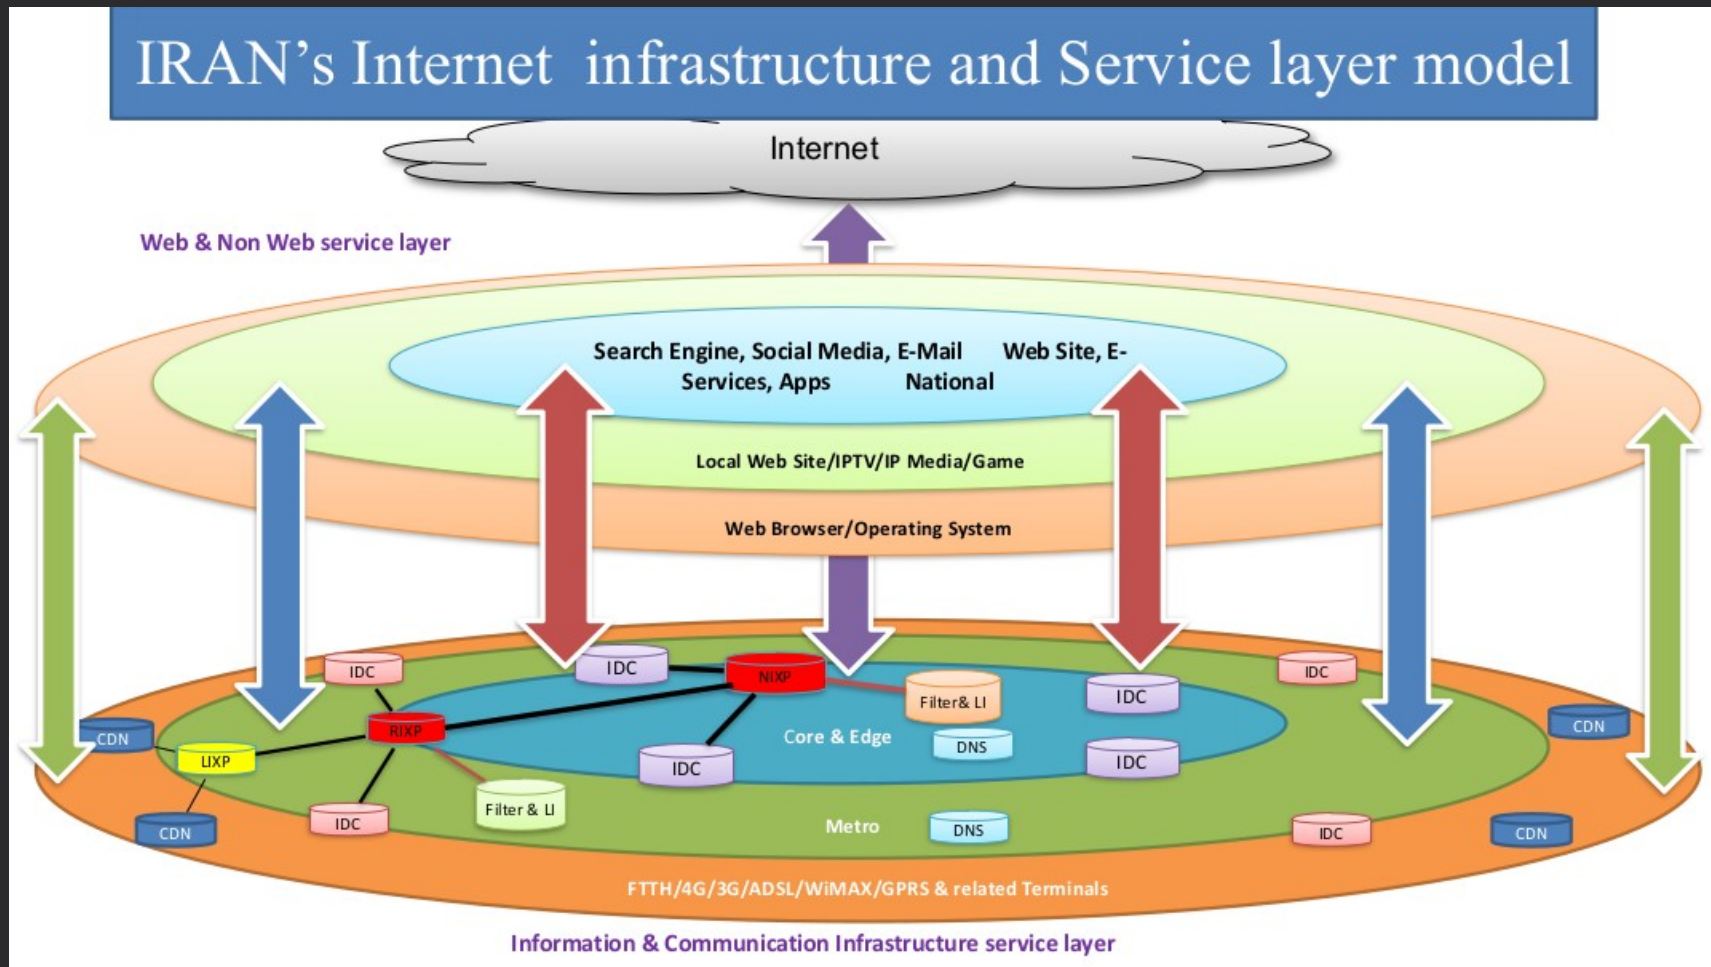 IRAN's Internet infrastructure and Service layer model
Internet
Web & Non Web service layer
Search Engine, Social Media, E-Mail Web Site, E-
Services, Apps National
Local Web Site/IPTV/IP Media/Game
Web Browser/Operating System
IDC
IDC
NIXP
IDC
Filter& LI
IDC
CDN
RIXP
CDN
LIXP
Core & Edge
DNS
IDC
IDC
Filter & LI
IDC
CDN
Metro
DNS
IDC
CDN
FTTH/4G/3G/ADSL/WiMAX/GPRS & related Terminals
Information & Communication Infrastructure service layer